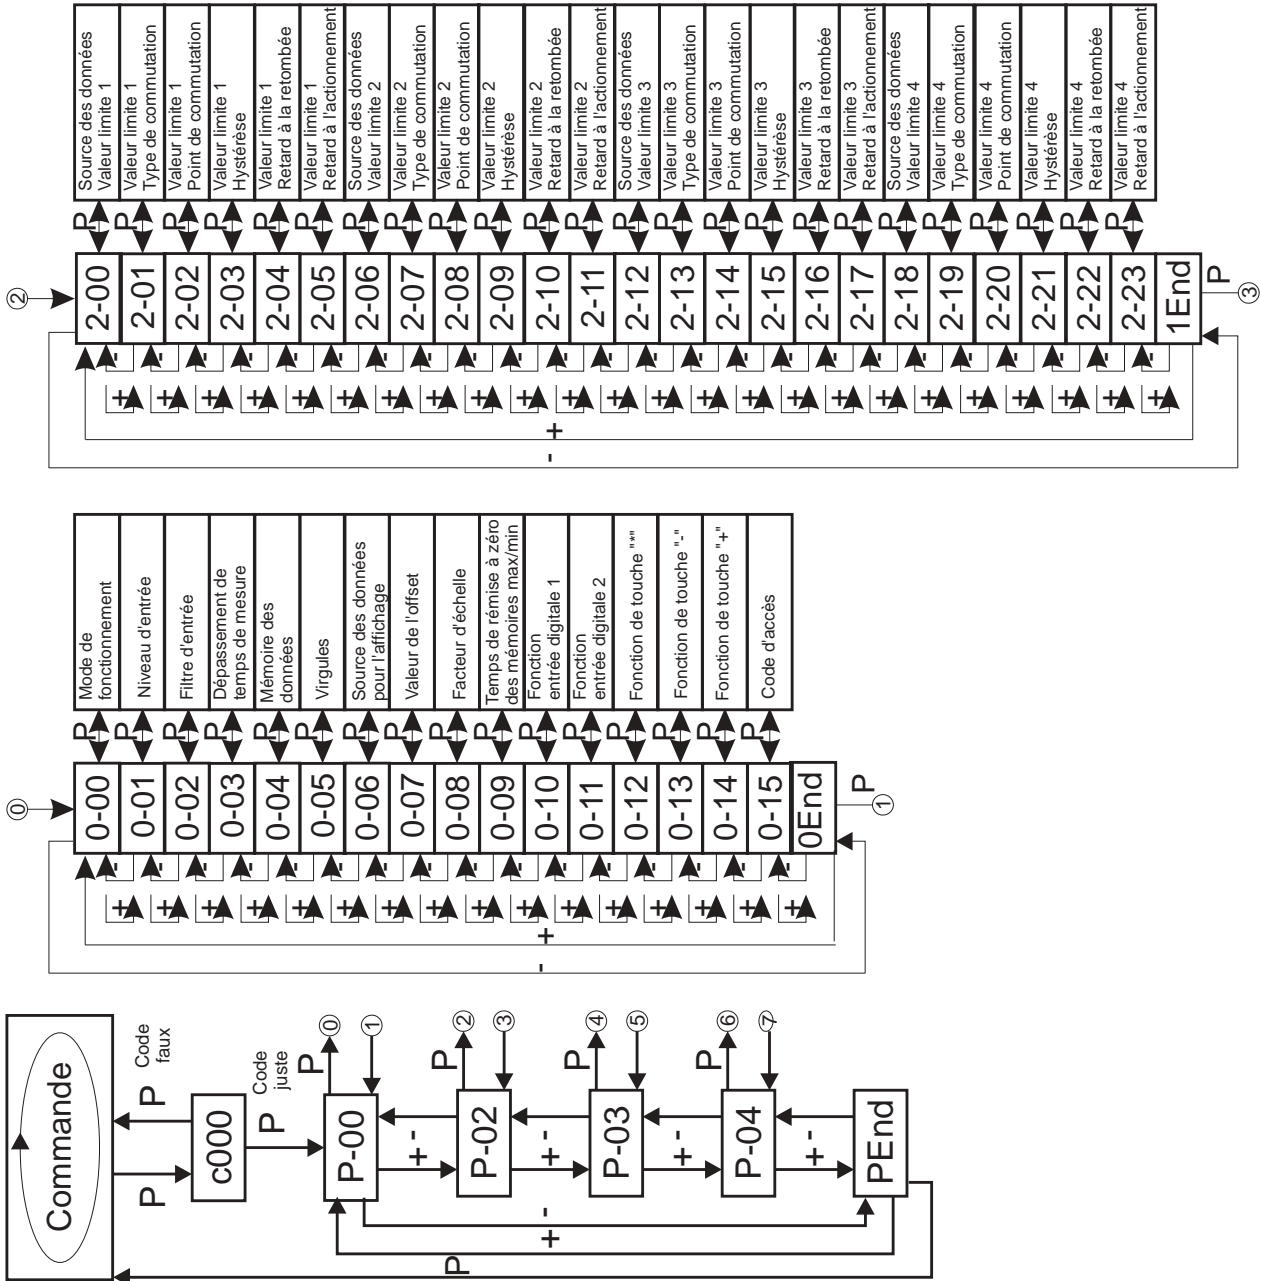 Commande
P
P
Code
faux
c000
P
Code
juste
P-00
P
0
1
+ -
P-02
P
2
3
+ -
P-03
P
4
5
+ -
P-04
P
6
7
+ -
PEnd
+ -
P
0
0-00
P
Mode de
fonctionnement
0-01
P
Niveau d'entrée
0-02
P
Filtre d'entrée
0-03
P
Dépassement de
temps de mesure
0-04
P
Mémoire des
données
0-05
P
Virgules
0-06
P
Source des données
pour l'affichage
0-07
P
Valeur de l'offset
0-08
P
Facteur d'échelle
0-09
P
Temps de rémise à zéro
des mémoires max/min
0-10
P
Fonction
entrée digitale 1
0-11
P
Fonction
entrée digitale 2
0-12
P
Fonction de touche "*"
0-13
P
Fonction de touche "-"
0-14
P
Fonction de touche "+"
0-15
P
Code d'accès
0End
P
1
- +
2
2-00
P
Source des données
Valeur limite 1
2-01
P
Valeur limite 1
Type de commutation
2-02
P
Valeur limite 1
Point de commutation
2-03
P
Valeur limite 1
Hystérèse
2-04
P
Valeur limite 1
Retard à la retombée
2-05
P
Valeur limite 1
Retard à l'actionnement
2-06
P
Source des données
Valeur limite 2
2-07
P
Valeur limite 2
Type de commutation
2-08
P
Valeur limite 2
Point de commutation
2-09
P
Valeur limite 2
Hystérèse
2-10
P
Valeur limite 2
Retard à la retombée
2-11
P
Valeur limite 2
Retard à l'actionnement
2-12
P
Source des données
Valeur limite 3
2-13
P
Valeur limite 3
Type de commutation
2-14
P
Valeur limite 3
Point de commutation
2-15
P
Valeur limite 3
Hystérèse
2-16
P
Valeur limite 3
Retard à la retombée
2-17
P
Valeur limite 3
Retard à l'actionnement
2-18
P
Source des données
Valeur limite 4
2-19
P
Valeur limite 4
Type de commutation
2-20
P
Valeur limite 4
Point de commutation
2-21
P
Valeur limite 4
Hystérèse
2-22
P
Valeur limite 4
Retard à la retombée
2-23
P
Valeur limite 4
Retard à l'actionnement
1End
P
3
- +